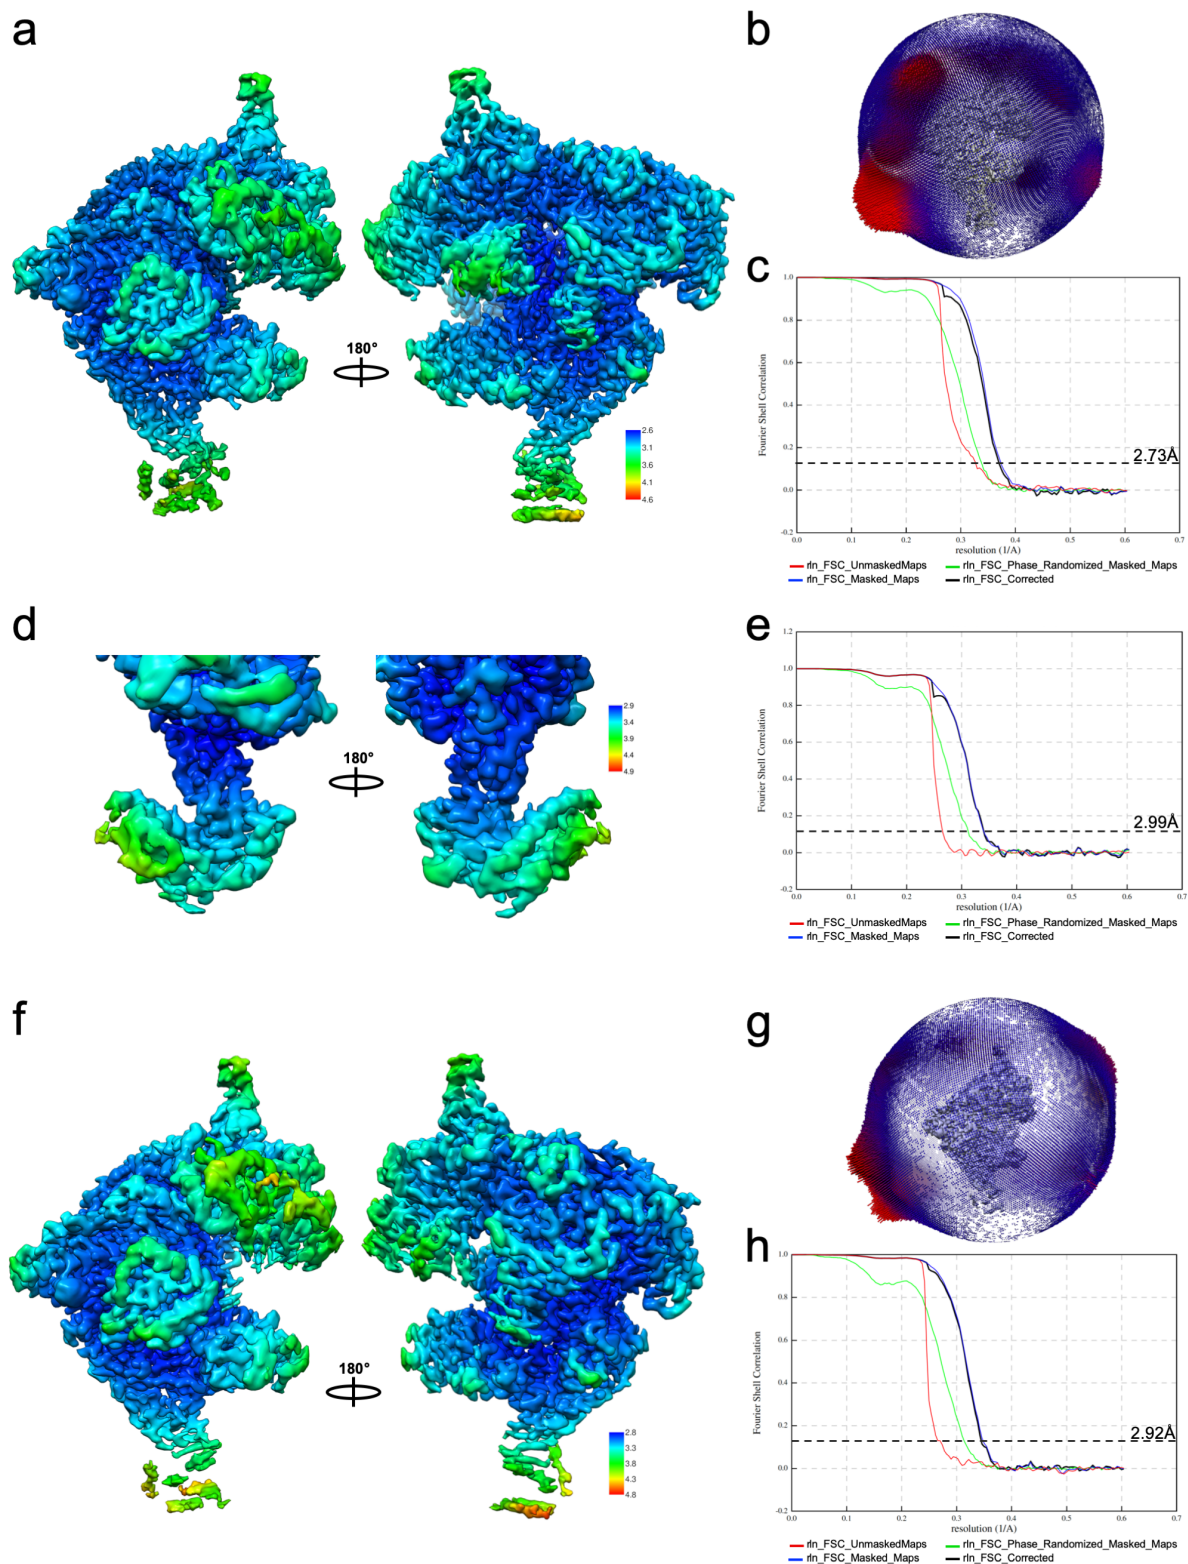 a
b
180°
2.6
3.1
3.6
4.1
4.6
c
1.0
0.8
0.6
0.4
0.2
0.0
-0.2
Fourier Shell Correlation
2.73Å
0.0 0.1 0.2 0.3 0.4 0.5 0.6 0.7
resolution (1/A)
rln_FSC_UnmaskedMaps rln_FSC_Phase_Randomized_Masked_Maps
rln_FSC_Masked_Maps rln_FSC_Corrected
d
180°
2.9
3.4
3.9
4.4
4.9
e
1.2
1.0
0.8
0.6
0.4
0.2
0.0
-0.2
Fourier Shell Correlation
2.99Å
0.0 0.1 0.2 0.3 0.4 0.5 0.6 0.7
resolution (1/A)
rln_FSC_UnmaskedMaps rln_FSC_Phase_Randomized_Masked_Maps
rln_FSC_Masked_Maps rln_FSC_Corrected
f
g
180°
2.8
3.3
3.8
4.3
4.8
h
1.0
0.8
0.6
0.4
0.2
0.0
-0.2
Fourier Shell Correlation
2.92Å
0.0 0.1 0.2 0.3 0.4 0.5 0.6 0.7
resolution (1/A)
rln_FSC_UnmaskedMaps rln_FSC_Phase_Randomized_Masked_Maps
rln_FSC_Masked_Maps rln_FSC_Corrected